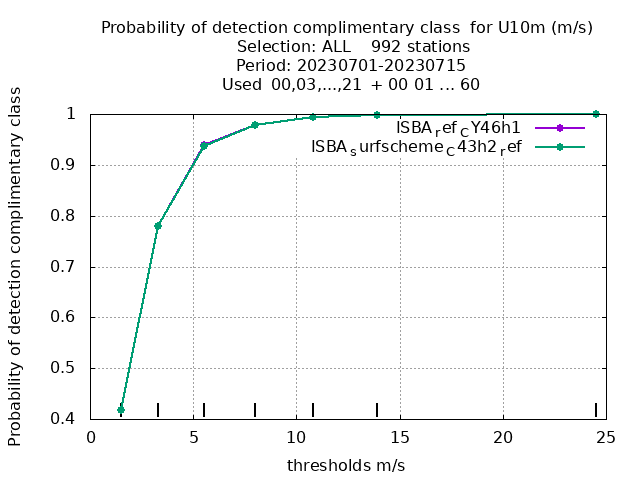 Probability of detection complimentary class  for U10m (m/s)
Selection: ALL    992 stations
Period: 20230701-20230715
Used  00,03,...,21  + 00 01 ... 60
Probability of detection complimentary class
1
0.9
0.8
0.7
0.6
0.5
0.4
ISBA_ref_CY46h1
ISBA_surfscheme_C43h2_ref
0 5 10 15 20 25
thresholds m/s